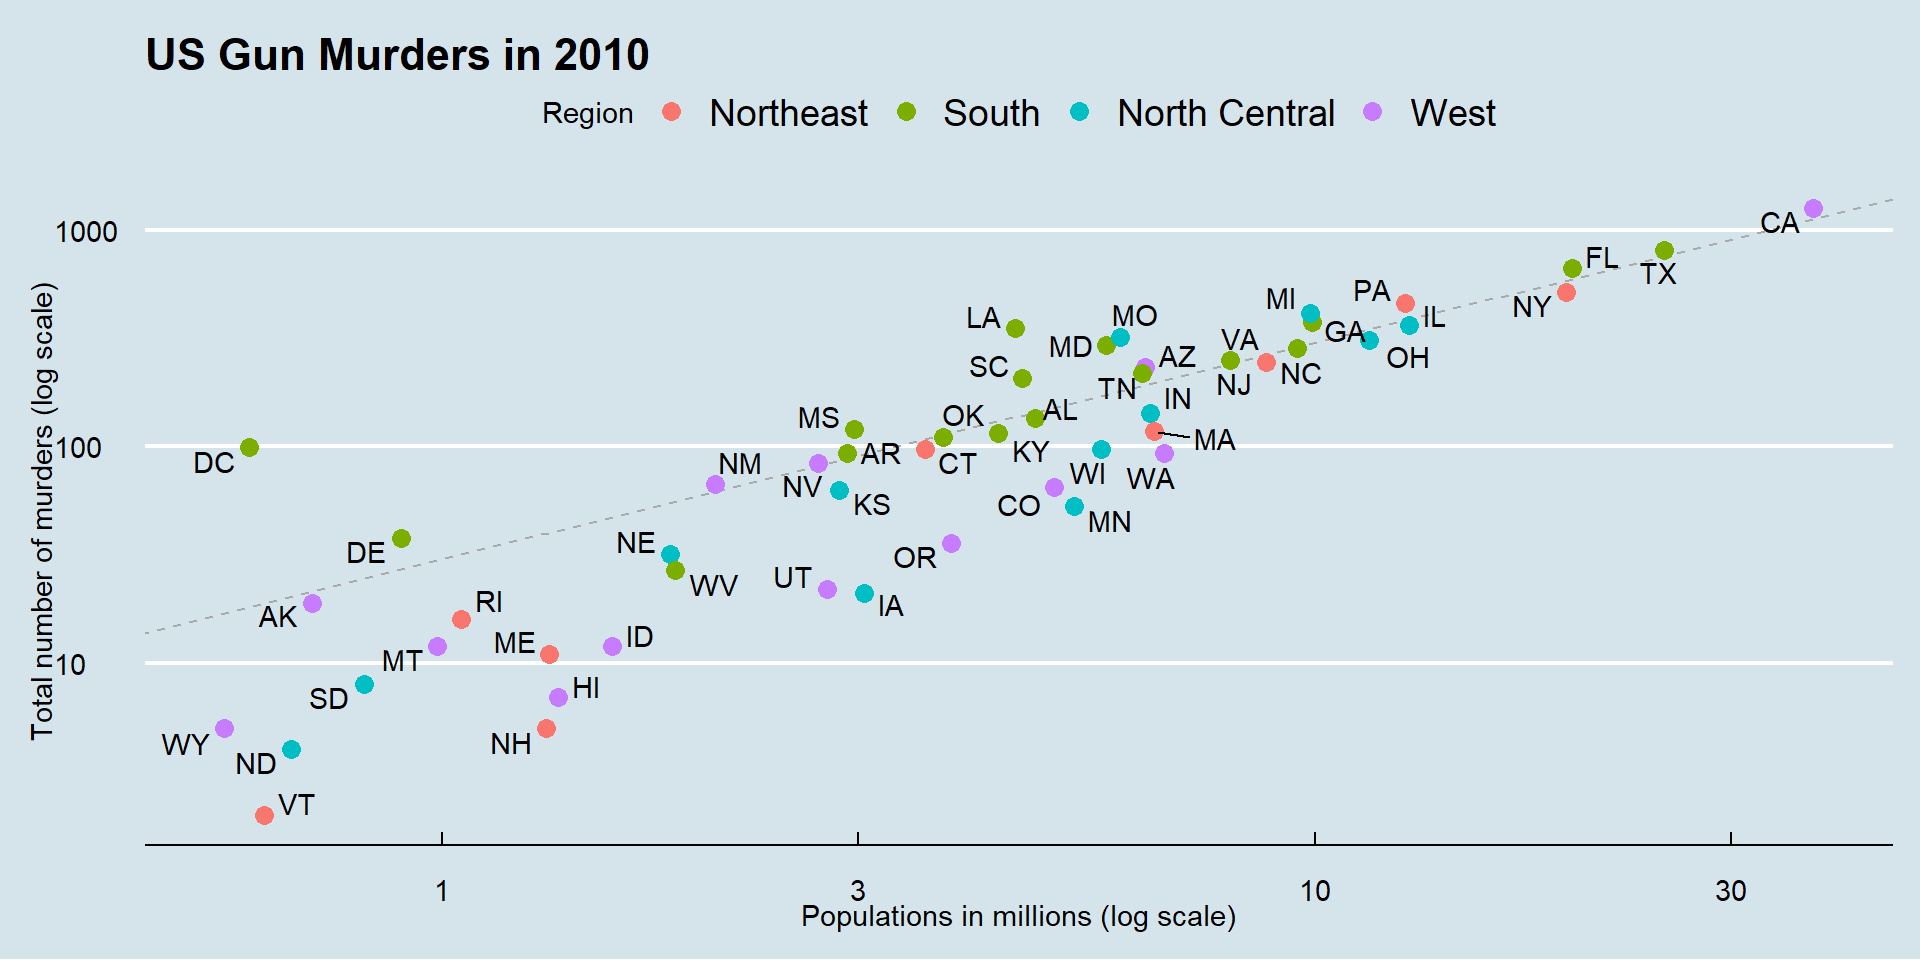 US Gun Murders in 2010
Region Northeast South North Central West
Total number of murders (log scale)
1000
100
10
CA
FL
TX
PA
MI
NY
LA
MO
IL
GA
VA
MD
AZ
OH
SC
NC
TN
NJ
IN
OK
AL
MS
MA
KY
AR
DC
CT
NM
WI
WA
NV
KS
CO
MN
NE
DE
OR
UT
WV
RI
IA
AK
ID
ME
MT
HI
SD
NH
WY
ND
VT
1 3 10 30
Populations in millions (log scale)